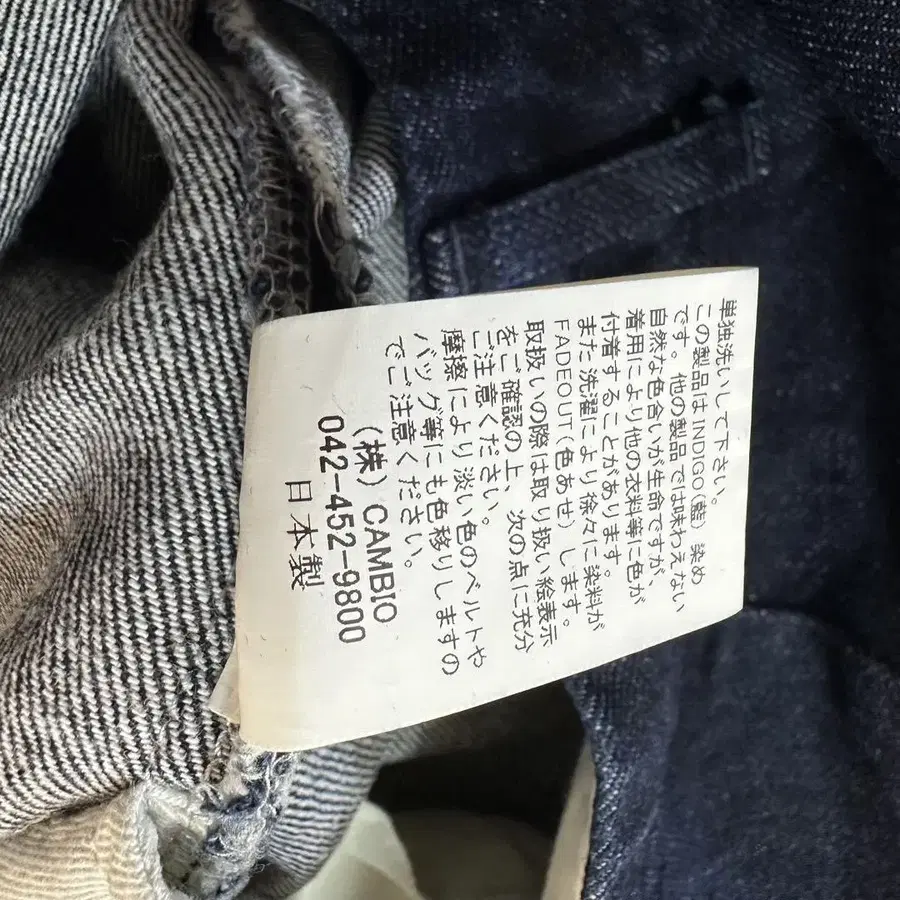 単独洗いして下さい。
この製品はINDIGO(藍)染め
です。他の製品では味わえない
自然な色合いが生命ですが、
着用により他の衣料等に色が
付着することがあります。
また洗濯により徐々に染料が
FADEOUT(色あせ)します。
取扱いの際は取り扱い絵表示
をご確認の上、次の点に充分
ご注意ください。
摩擦により淡い色のベルトや
バッグ等にも色移りしますの
でご注意ください。
(株)CAMBIO
042-452-9800
日本製